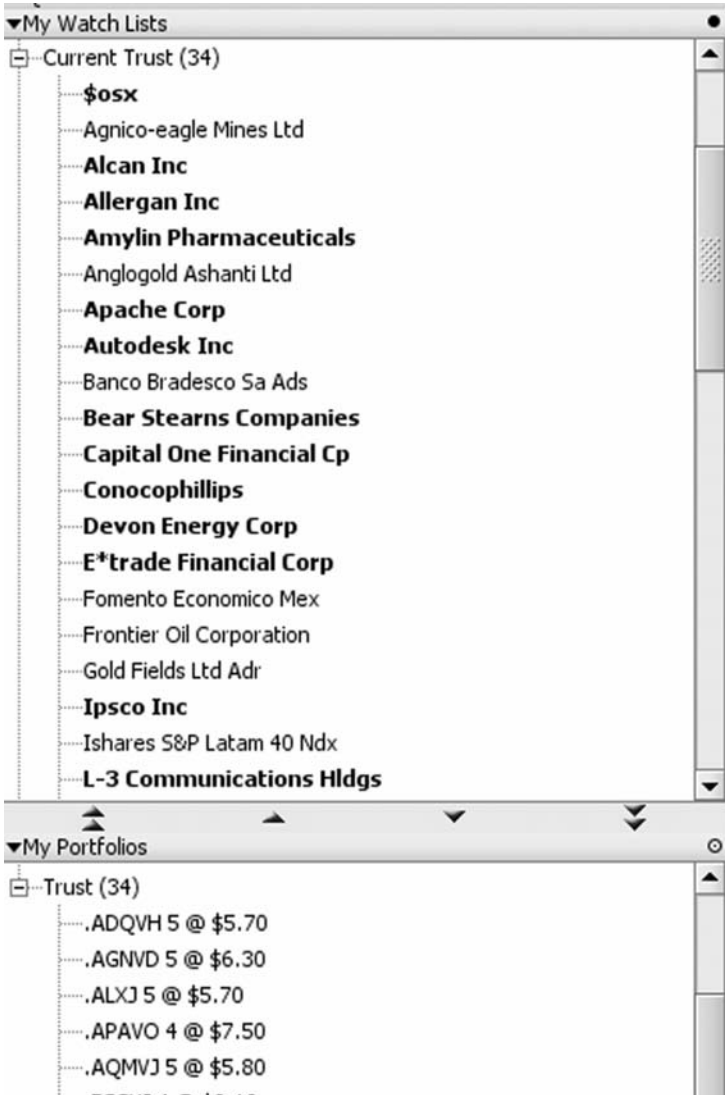 My Watch Lists
Current Trust (34)
$osx
Agnico-eagle Mines Ltd
Alcan Inc
Allergan Inc
Amylin Pharmaceuticals
Anglogold Ashanti Ltd
Apache Corp
Autodesk Inc
Banco Bradesco Sa Ads
Bear Stearns Companies
Capital One Financial Cp
Conocophillips
Devon Energy Corp
E*trade Financial Corp
Fomento Economico Mex
Frontier Oil Corporation
Gold Fields Ltd Adr
Ipsco Inc
Ishares S&P Latam 40 Ndx
L-3 Communications Hldgs
My Portfolios
Trust (34)
.ADQVH 5 @ $5.70
.AGNVD 5 @ $6.30
.ALXJ 5 @ $5.70
.APAVO 4 @ $7.50
.AQMVJ 5 @ $5.80